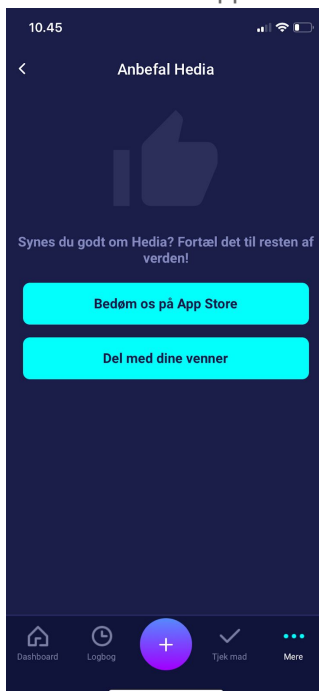 10.45
Anbefal Hedia
Synes du godt om Hedia? Fortæl det til resten af
verden!
Bedøm os på App Store
Del med dine venner
Dashboard
Logbog
Tjek mad
Mere